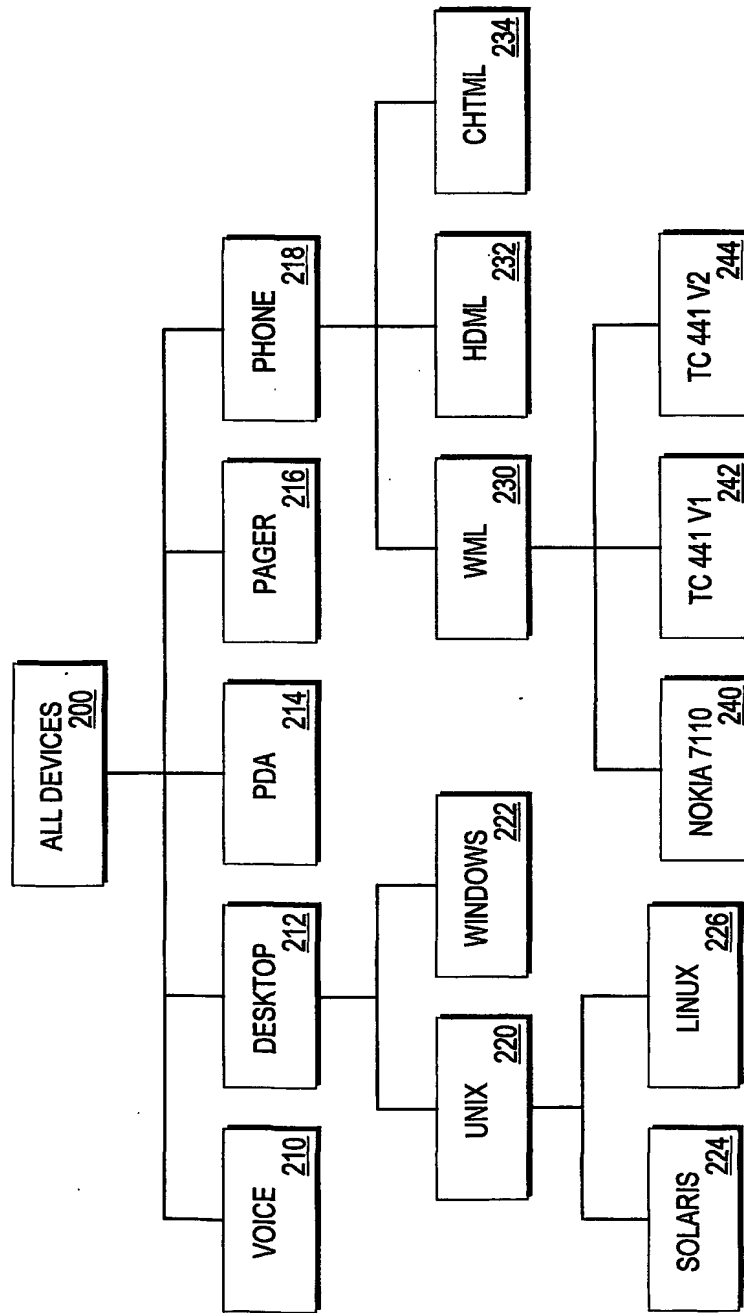 ALL DEVICES
200
VOICE
210
DESKTOP
212
PDA
214
PAGER
216
PHONE
218
UNIX
220
WINDOWS
222
WML
230
HDML
232
CHTML
234
SOLARIS
224
LINUX
226
NOKIA 7110
240
TC 441 V1
242
TC 441 V2
244